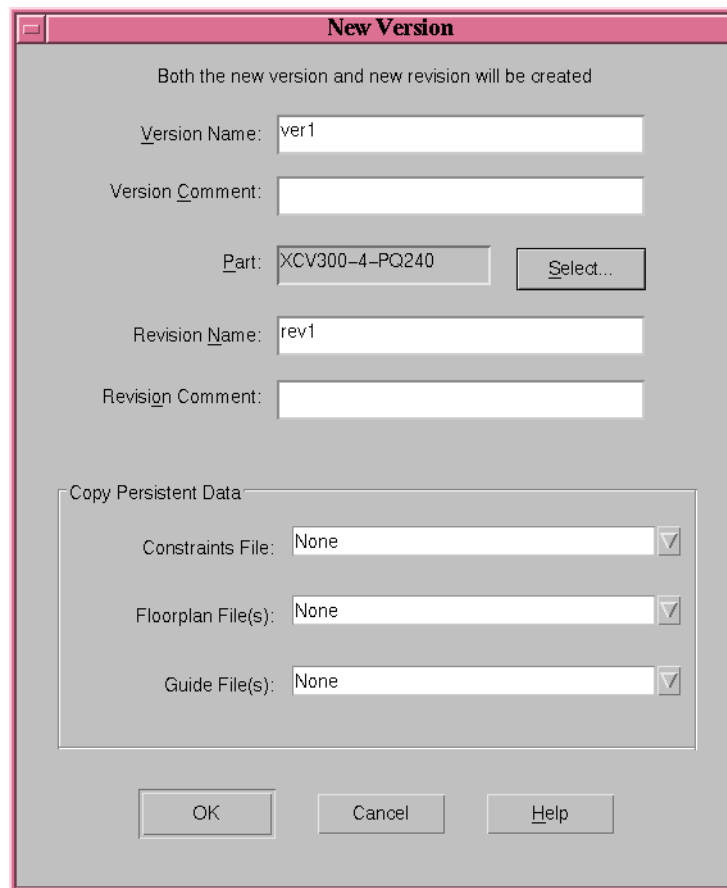 New Version
Both the new version and new revision will be created
Version Name: ver1
Version Comment:
Part: XCV300-4-PQ240 Select...
Revision Name: rev1
Revision Comment:
Copy Persistent Data
Constraints File: None
Floorplan File(s): None
Guide File(s): None
OK Cancel Help